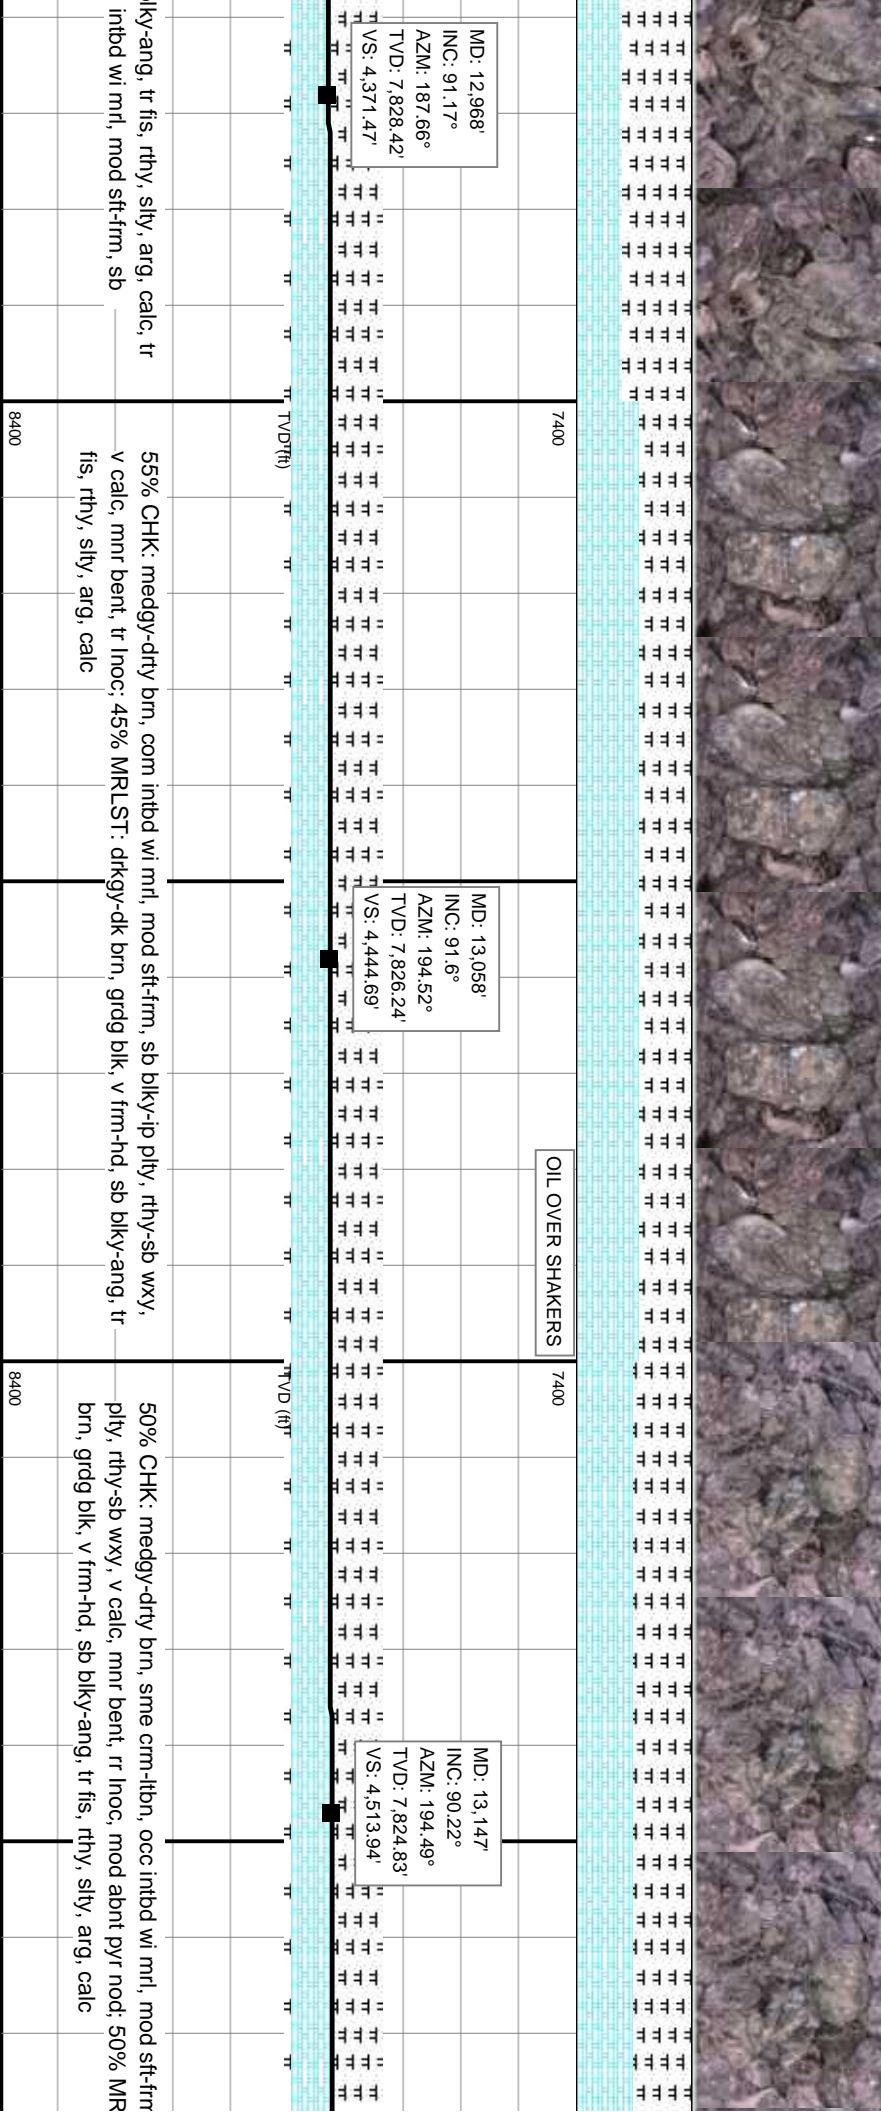 MD: 12,968'
INC: 91.17°
AZM: 187.66°
TVD: 7,828.42'
VS: 4,371.47'
lky-ang, tr fis, rthy, slty, arg, calc, tr
intbd wi mrl, mod sft-frm, sb
7400
TVD (ft)
8400
55% CHK: medgy-drty brn, com intbd wi mrl, mod sft-frm, sb blky-ip plty, rthy-sb wxy,
v calc, mnr bent, tr Inoc; 45% MRLST: drkgy-dk brn, grdg blk, v frm-hd, sb blky-ang, tr
fis, rthy, slty, arg, calc
MD: 13,058'
INC: 91.6°
AZM: 194.52°
TVD: 7,826.24'
VS: 4,444.69'
OIL OVER SHAKERS
7400
TVD (ft)
8400
50% CHK: medgy-drty brn, sme crm-ltbn, occ intbd wi mrl, mod sft-frm
plty, rthy-sb wxy, v calc, mnr bent, rr Inoc, mod abnt pyr nod; 50% MR
brn, grdg blk, v frm-hd, sb blky-ang, tr fis, rthy, slty, arg, calc
MD: 13,147'
INC: 90.22°
AZM: 194.49°
TVD: 7,824.83'
VS: 4,513.94'